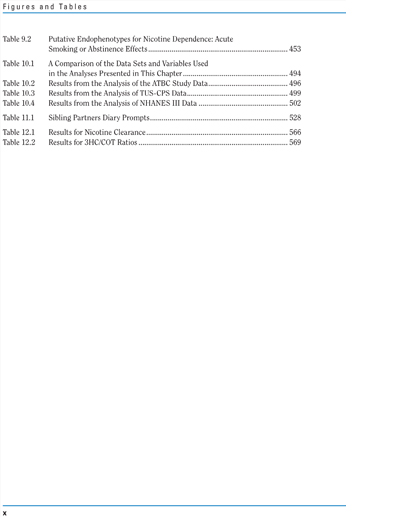 Figures and Tables
Table 9.2 Putative Endophenotypes for Nicotine Dependence: Acute
Smoking or Abstinence Effects 453
Table 10.1 A Comparison of the Data Sets and Variables Used
in the Analyses Presented in This Chapter 494
Table 10.2 Results from the Analysis of the ATBC Study Data 496
Table 10.3 Results from the Analysis of TUS-CPS Data 499
Table 10.4 Results from the Analysis of NHANES III Data 502
Table 11.1 Sibling Partners Diary Prompts 528
Table 12.1 Results for Nicotine Clearance 566
Table 12.2 Results for 3HC/COT Ratios 569
x